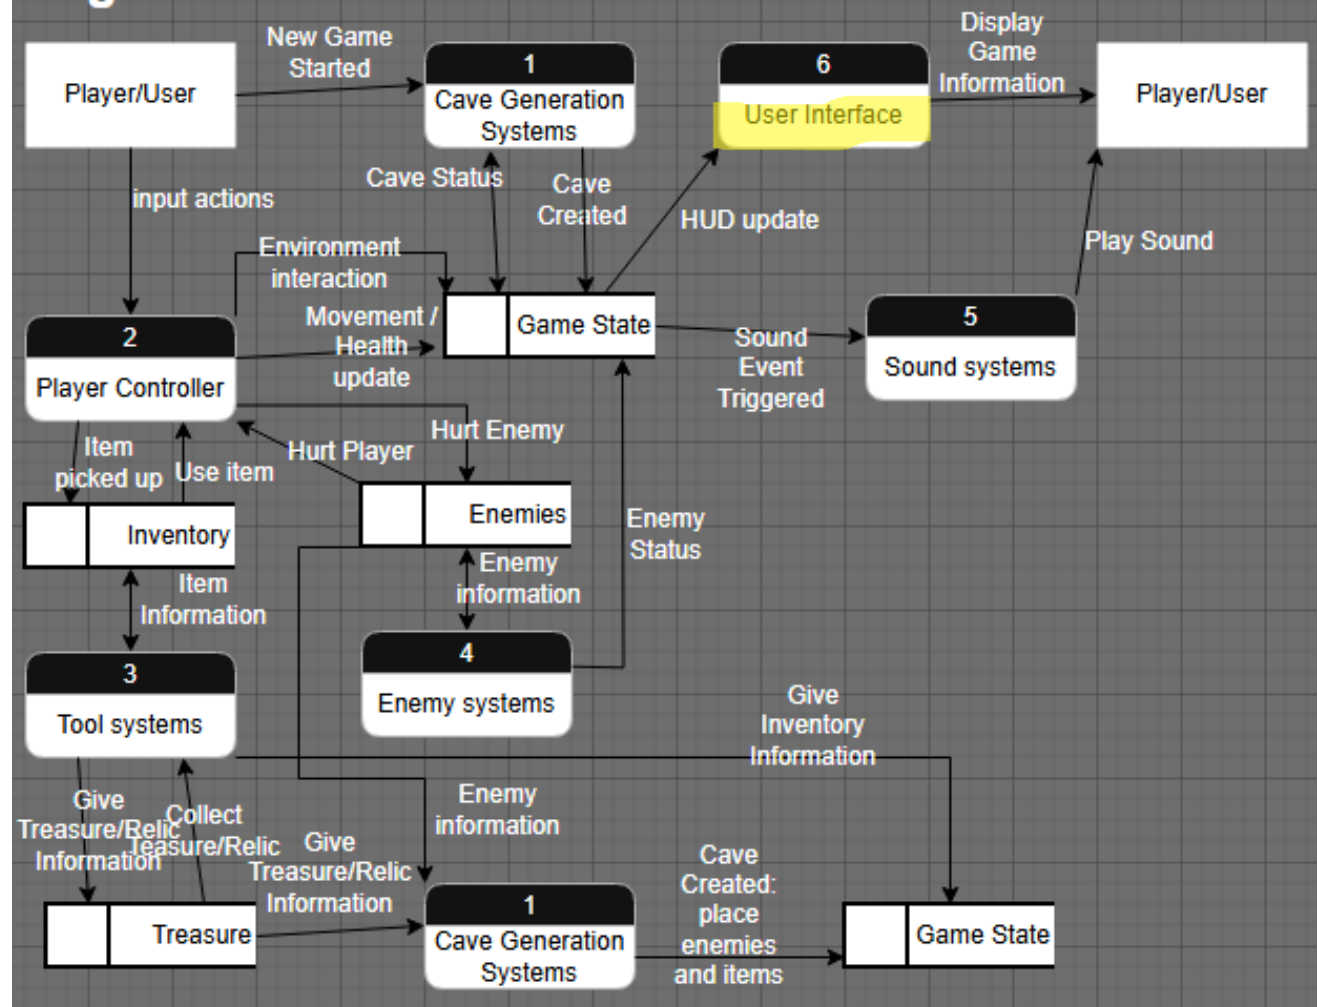 New Game
Started
Player/User
1
Cave Generation
Systems
6
User Interface
Display
Game
Information
Player/User
input actions
Cave Status
Cave
Created
HUD update
Play Sound
Environment
interaction
Movement /
Health
update
Game State
Sound
Event
Triggered
5
Sound systems
2
Player Controller
Hurt Enemy
Hurt Player
Item
picked up
Use item
Inventory
Enemies
Enemy
Status
Item
Information
Enemy
information
3
Tool systems
4
Enemy systems
Give
Inventory
Information
Give
Treasure/Relic
Information
Collect
Teasure/Relic
Give
Treasure/Relic
Information
Enemy
information
Treasure
1
Cave Generation
Systems
Cave
Created:
place
enemies
and items
Game State